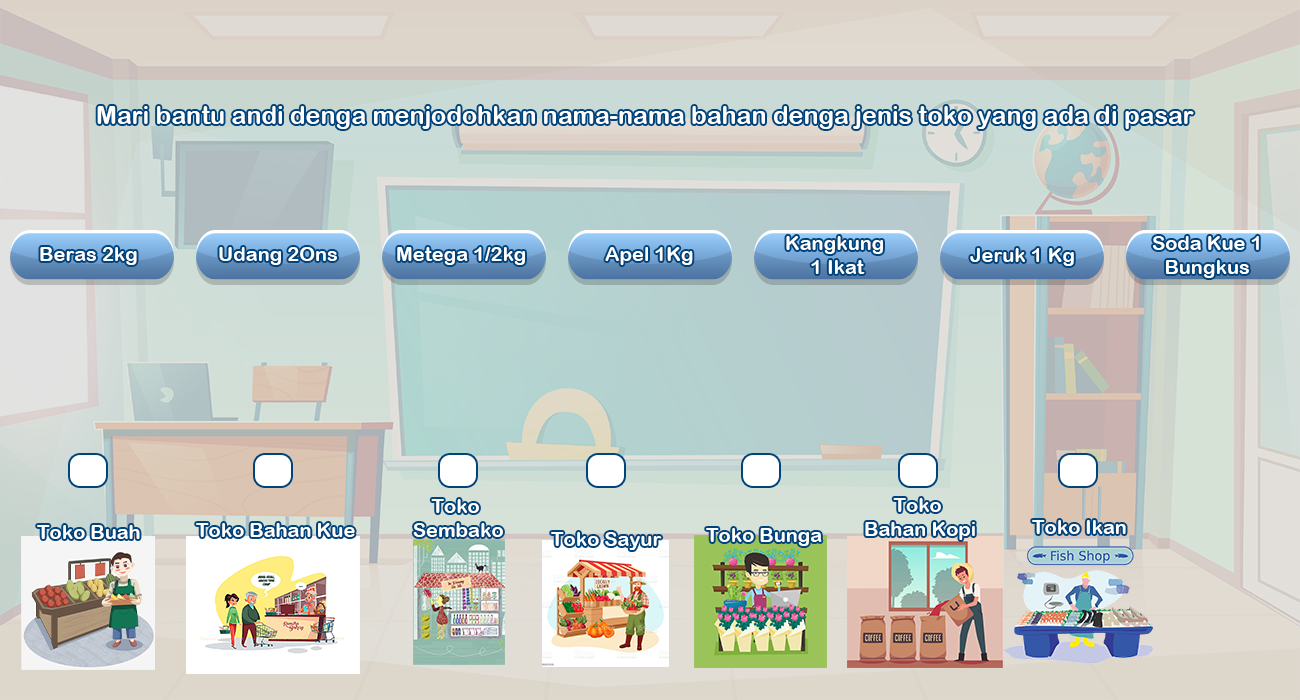 Mari bantu andi denga menjodohkan nama-nama bahan denga jenis toko yang ada di pasar
Beras 2kg
Udang 2Ons
Metega 1/2kg
Apel 1Kg
Kangkung
1 Ikat
Jeruk 1 Kg
Soda Kue 1
Bungkus
Toko Buah
Toko Bahan Kue
Toko
Sembako
Toko Sayur
Toko Bunga
Toko
Bahan Kopi
Toko Ikan
Fish Shop
LOCALLY
GROWN
COFFEE
COFFEE
COFFEE